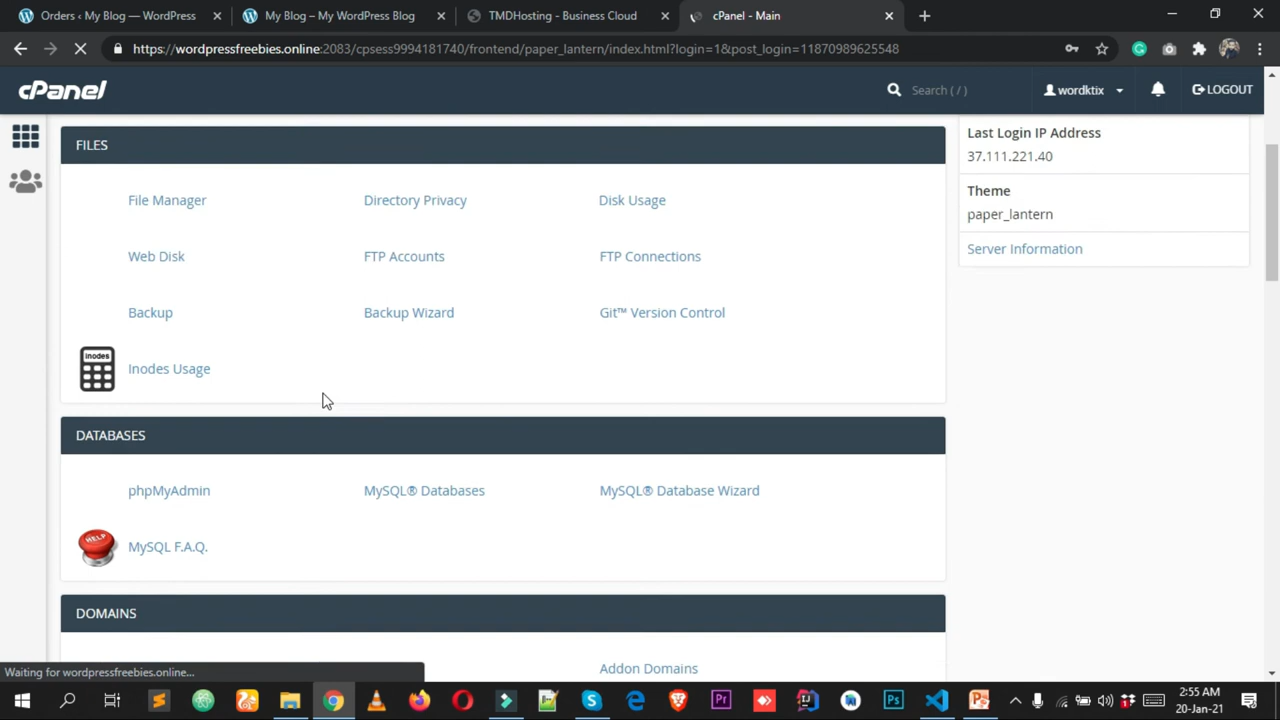 Orders ‹ My Blog — WordPress
My Blog – My WordPress Blog
TMDHosting - Business Cloud
cPanel - Main
https://wordpressfreebies.online:2083/cpsess9994181740/frontend/paper_lantern/index.html?login=1&post_login=11870989625548
cPanel
Search ( / )
wordktix
LOGOUT
FILES
File Manager
Directory Privacy
Disk Usage
Web Disk
FTP Accounts
FTP Connections
Backup
Backup Wizard
Git™ Version Control
Inodes
Inodes Usage
Last Login IP Address
37.111.221.40
Theme
paper_lantern
Server Information
DATABASES
phpMyAdmin
MySQL® Databases
MySQL® Database Wizard
HELP
MySQL F.A.Q.
DOMAINS
Addon Domains
Waiting for wordpressfreebies.online...
2:55 AM
20-Jan-21